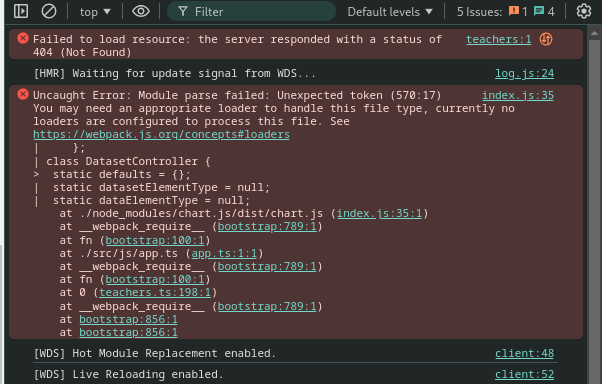 top ▾ Filter Default levels ▾ 5 Issues: 1 4
Failed to load resource: the server responded with a status of teachers:1
404 (Not Found)
[HMR] Waiting for update signal from WDS... log.js:24
Uncaught Error: Module parse failed: Unexpected token (570:17) index.js:35
You may need an appropriate loader to handle this file type, currently no
loaders are configured to process this file. See
https://webpack.js.org/concepts#loaders
|     };
| class DatasetController {
>  static defaults = {};
|  static datasetElementType = null;
|  static dataElementType = null;
at ./node_modules/chart.js/dist/chart.js (index.js:35:1)
at __webpack_require__ (bootstrap:789:1)
at fn (bootstrap:100:1)
at ./src/js/app.ts (app.ts:1:1)
at __webpack_require__ (bootstrap:789:1)
at fn (bootstrap:100:1)
at 0 (teachers.ts:198:1)
at __webpack_require__ (bootstrap:789:1)
at bootstrap:856:1
at bootstrap:856:1
[WDS] Hot Module Replacement enabled. client:48
[WDS] Live Reloading enabled. client:52